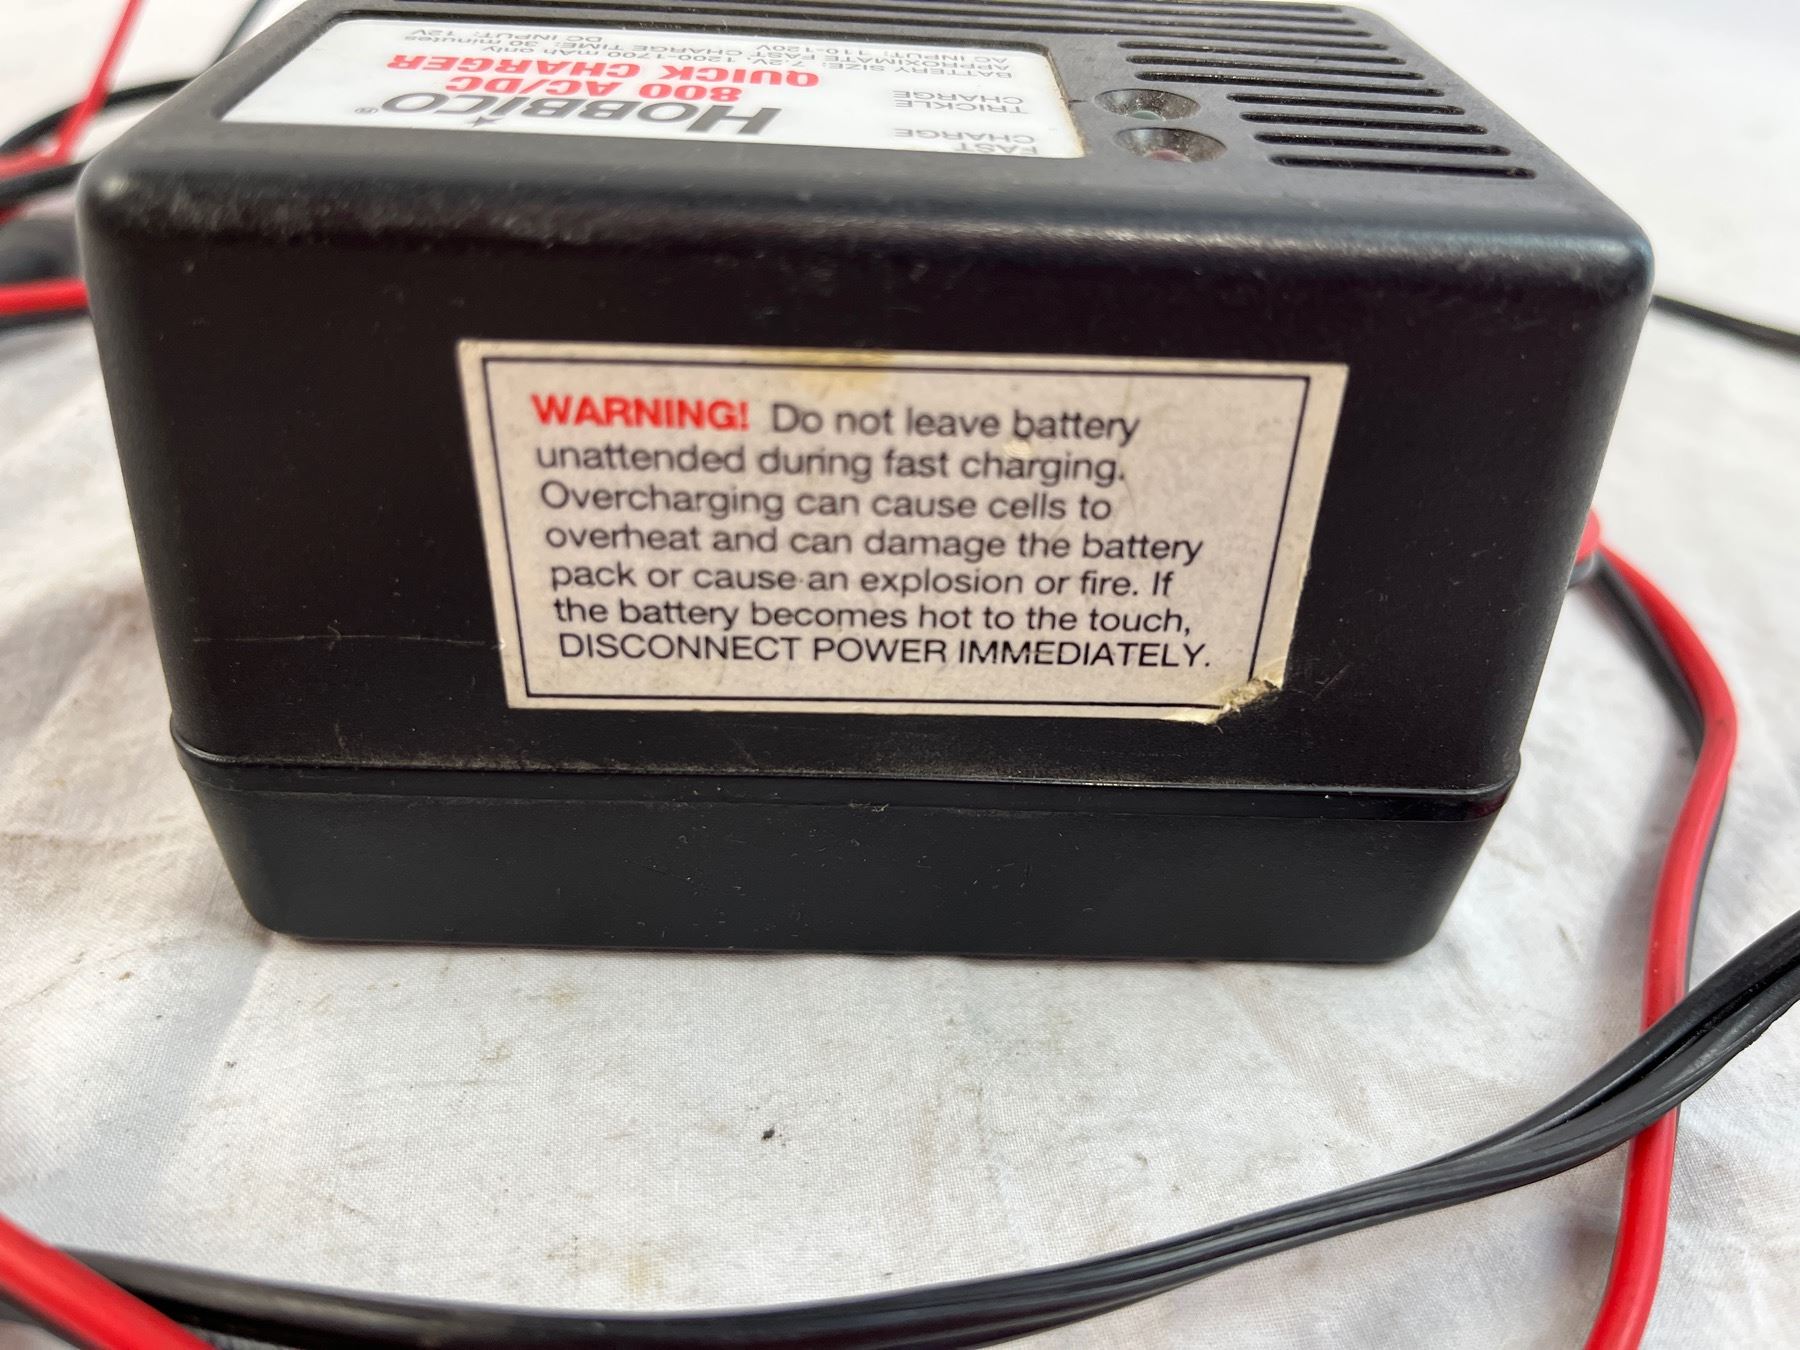 FAST
CHARGE
TRICKLE
CHARGE
HOBBICO®
800 AC/DC
QUICK CHARGER
BATTERY SIZE: 7.2V, 1200-1700 mAh only
APPROXIMATE FAST CHARGE TIME: 30 minutes
AC INPUT: 110-120V DC INPUT: 12V
WARNING! Do not leave battery
unattended during fast charging.
Overcharging can cause cells to
overheat and can damage the battery
pack or cause an explosion or fire. If
the battery becomes hot to the touch,
DISCONNECT POWER IMMEDIATELY.